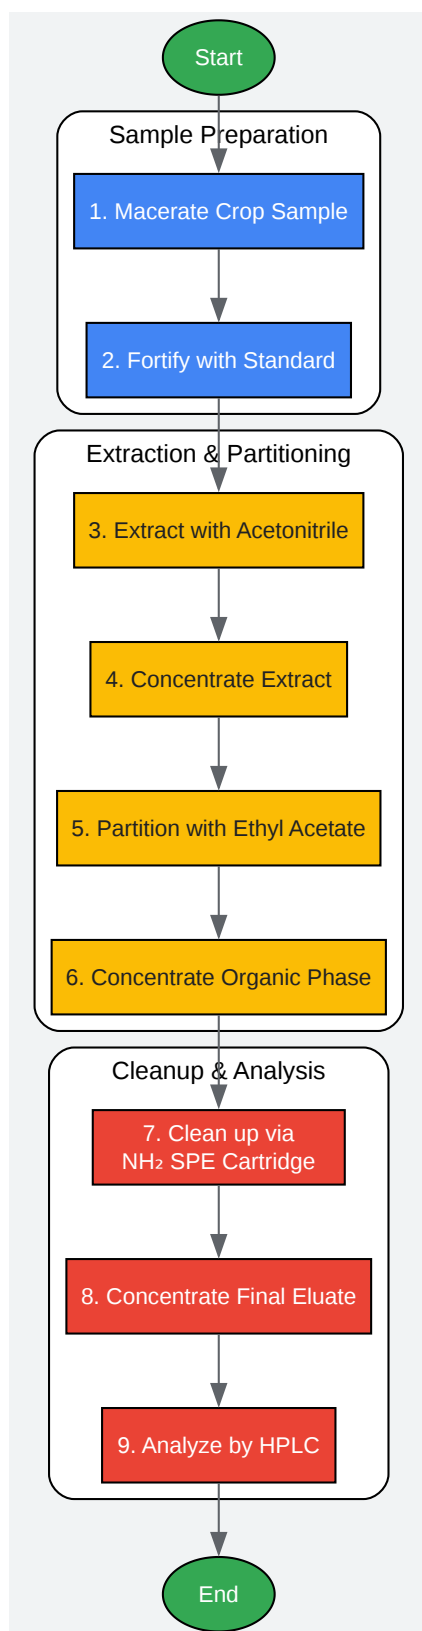 Start
Sample Preparation
1. Macerate Crop Sample
2. Fortify with Standard
Extraction & Partitioning
3. Extract with Acetonitrile
4. Concentrate Extract
5. Partition with Ethyl Acetate
6. Concentrate Organic Phase
Cleanup & Analysis
7. Clean up via
NH₂ SPE Cartridge
8. Concentrate Final Eluate
9. Analyze by HPLC
End